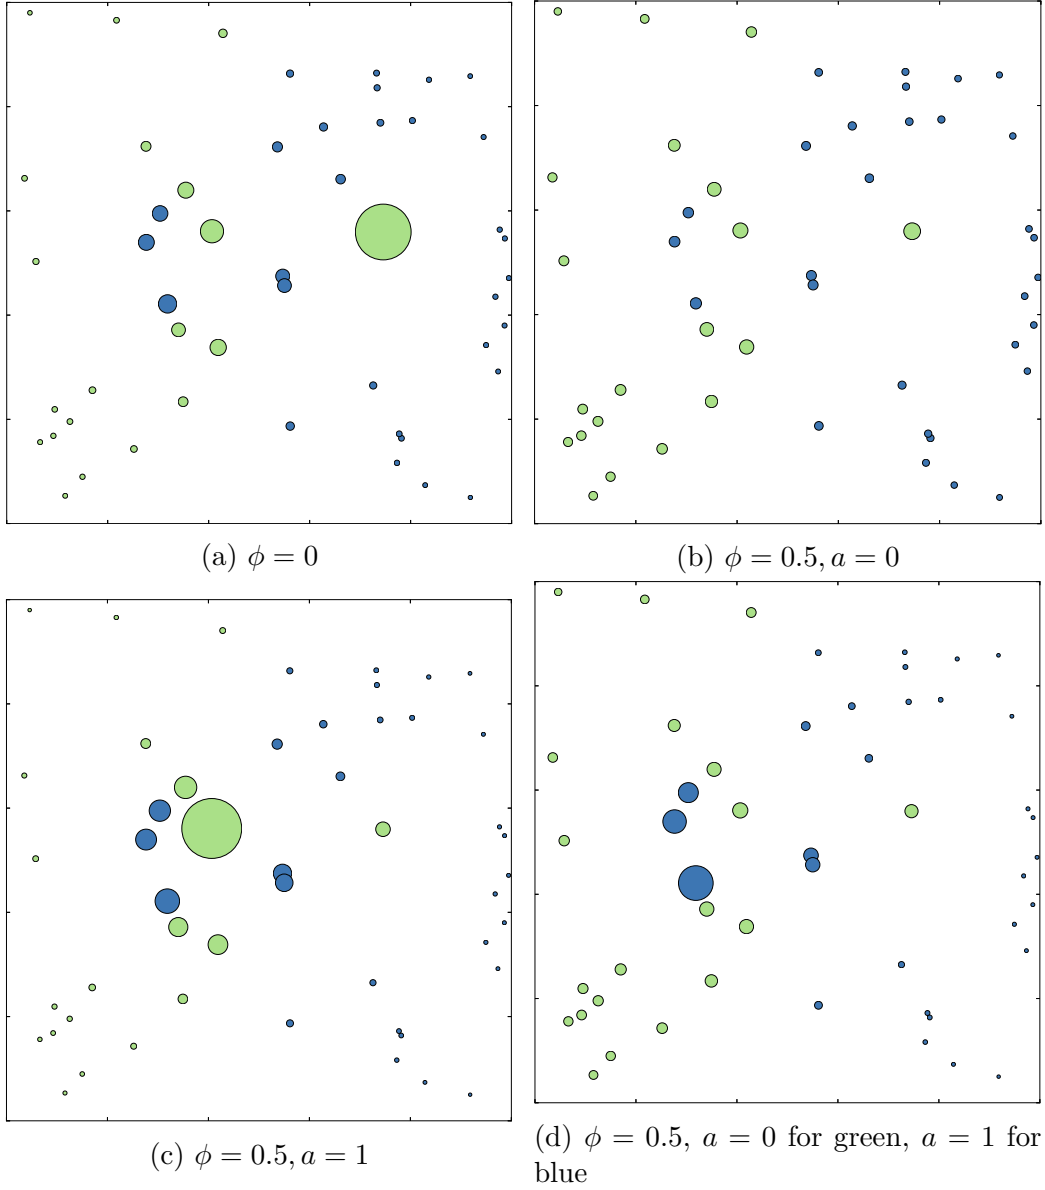 (a) ϕ = 0
(b) ϕ = 0.5, a = 0
(c) ϕ = 0.5, a = 1
(d) ϕ = 0.5, a = 0 for green, a = 1 for
blue